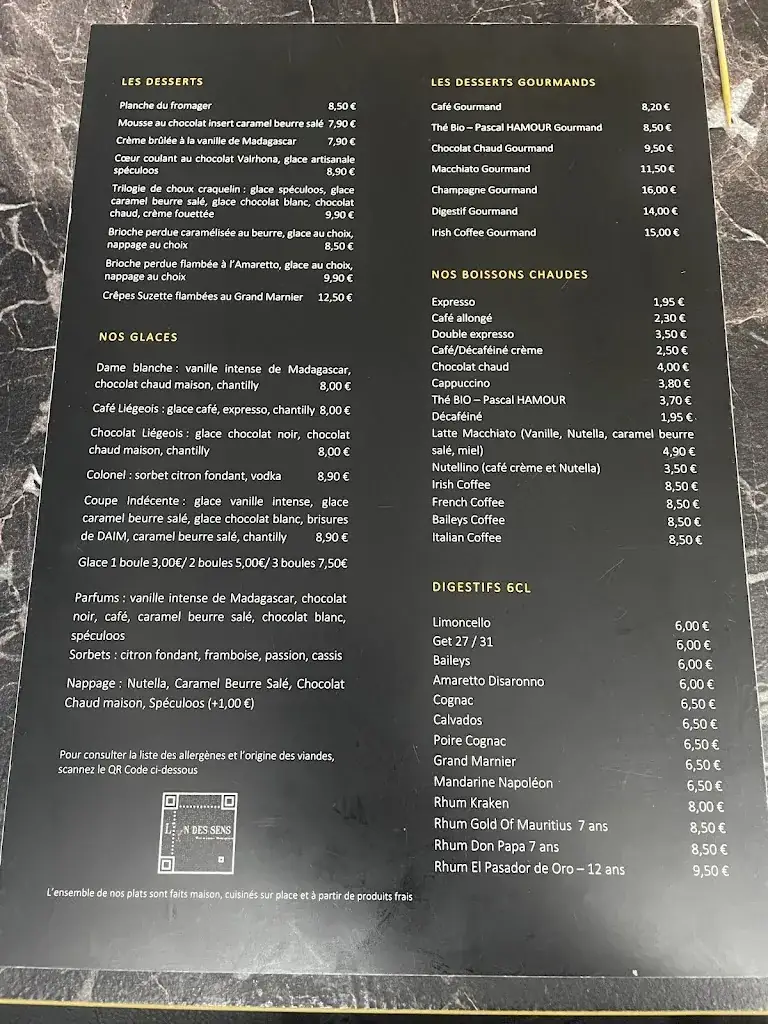 LES DESSERTS
Planche du fromager 8,50 €
Mousse au chocolat insert caramel beurre salé 7,90 €
Crème brûlée à la vanille de Madagascar 7,90 €
Cœur coulant au chocolat Valrhona, glace artisanale
spéculoos 8,90 €
Trilogie de choux craquelin : glace spéculoos, glace
caramel beurre salé, glace chocolat blanc, chocolat
chaud, crème fouettée 9,90 €
Brioche perdue caramélisée au beurre, glace au choix,
nappage au choix 8,50 €
Brioche perdue flambée à l'Amaretto, glace au choix,
nappage au choix 9,90 €
Crêpes Suzette flambées au Grand Marnier 12,50 €
NOS GLACES
Dame blanche : vanille intense de Madagascar,
chocolat chaud maison, chantilly 8,00 €
Café Liégeois : glace café, expresso, chantilly 8,00 €
Chocolat Liégeois : glace chocolat noir, chocolat
chaud maison, chantilly 8,00 €
Colonel : sorbet citron fondant, vodka 8,90 €
Coupe Indécente : glace vanille intense, glace
caramel beurre salé, glace chocolat blanc, brisures
de DAIM, caramel beurre salé, chantilly 8,90 €
Glace 1 boule 3,00€/ 2 boules 5,00€/ 3 boules 7,50€
Parfums : vanille intense de Madagascar, chocolat
noir, café, caramel beurre salé, chocolat blanc,
spéculoos
Sorbets : citron fondant, framboise, passion, cassis
Nappage : Nutella, Caramel Beurre Salé, Chocolat
Chaud maison, Spéculoos (+1,00 €)
Pour consulter la liste des allergènes et l'origine des viandes,
scannez le QR Code ci-dessous
DES SENS
L'ensemble de nos plats sont faits maison, cuisinés sur place et à partir de produits frais
LES DESSERTS GOURMANDS
Café Gourmand 8,20 €
Thé Bio – Pascal HAMOUR Gourmand 8,50 €
Chocolat Chaud Gourmand 9,50 €
Macchiato Gourmand 11,50 €
Champagne Gourmand 16,00 €
Digestif Gourmand 14,00 €
Irish Coffee Gourmand 15,00 €
NOS BOISSONS CHAUDES
Expresso 1,95 €
Café allongé 2,30 €
Double expresso 3,50 €
Café/Décaféiné crème 2,50 €
Chocolat chaud 4,00 €
Cappuccino 3,80 €
Thé BIO – Pascal HAMOUR 3,70 €
Décaféiné 1,95 €
Latte Macchiato (Vanille, Nutella, caramel beurre
salé, miel) 4,90 €
Nutellino (café crème et Nutella) 3,50 €
Irish Coffee 8,50 €
French Coffee 8,50 €
Baileys Coffee 8,50 €
Italian Coffee 8,50 €
DIGESTIFS 6CL
Limoncello 6,00 €
Get 27 / 31 6,00 €
Baileys 6,00 €
Amaretto Disaronno 6,00 €
Cognac 6,50 €
Calvados 6,50 €
Poire Cognac 6,50 €
Grand Marnier 6,50 €
Mandarine Napoléon 6,50 €
Rhum Kraken 8,00 €
Rhum Gold Of Mauritius 7 ans 8,50 €
Rhum Don Papa 7 ans 8,50 €
Rhum El Pasador de Oro – 12 ans 9,50 €